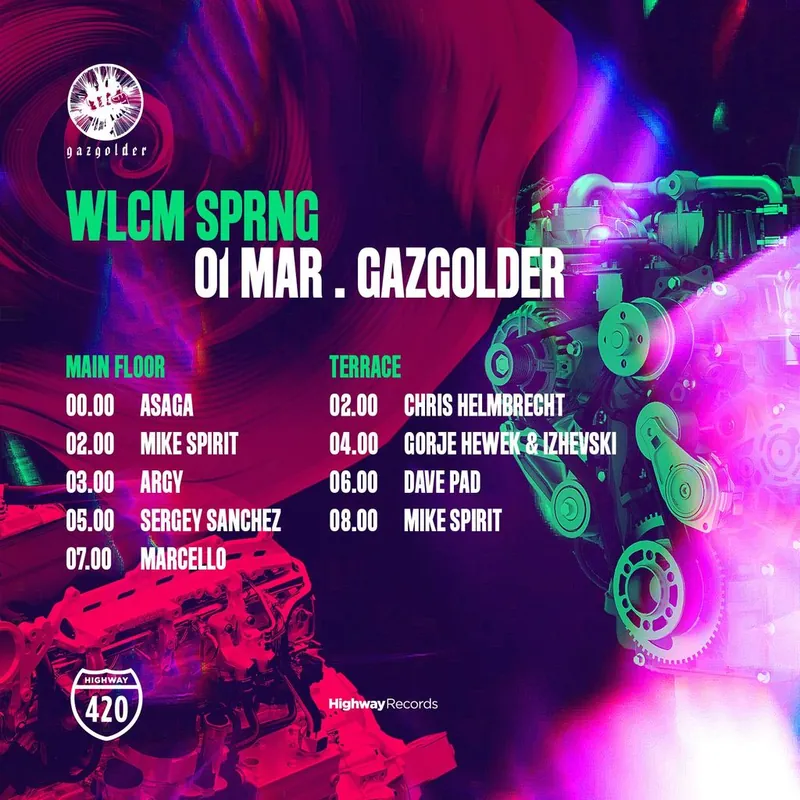 gazgolder
WLCM SPRNG
01 MAR . GAZGOLDER
MAIN FLOOR
00.00 ASAGA
02.00 MIKE SPIRIT
03.00 ARGY
05.00 SERGEY SANCHEZ
07.00 MARCELLO
TERRACE
02.00 CHRIS HELMBRECHT
04.00 GORJE HEWEK & IZHEVSKI
06.00 DAVE PAD
08.00 MIKE SPIRIT
HIGHWAY
420
HighwayRecords